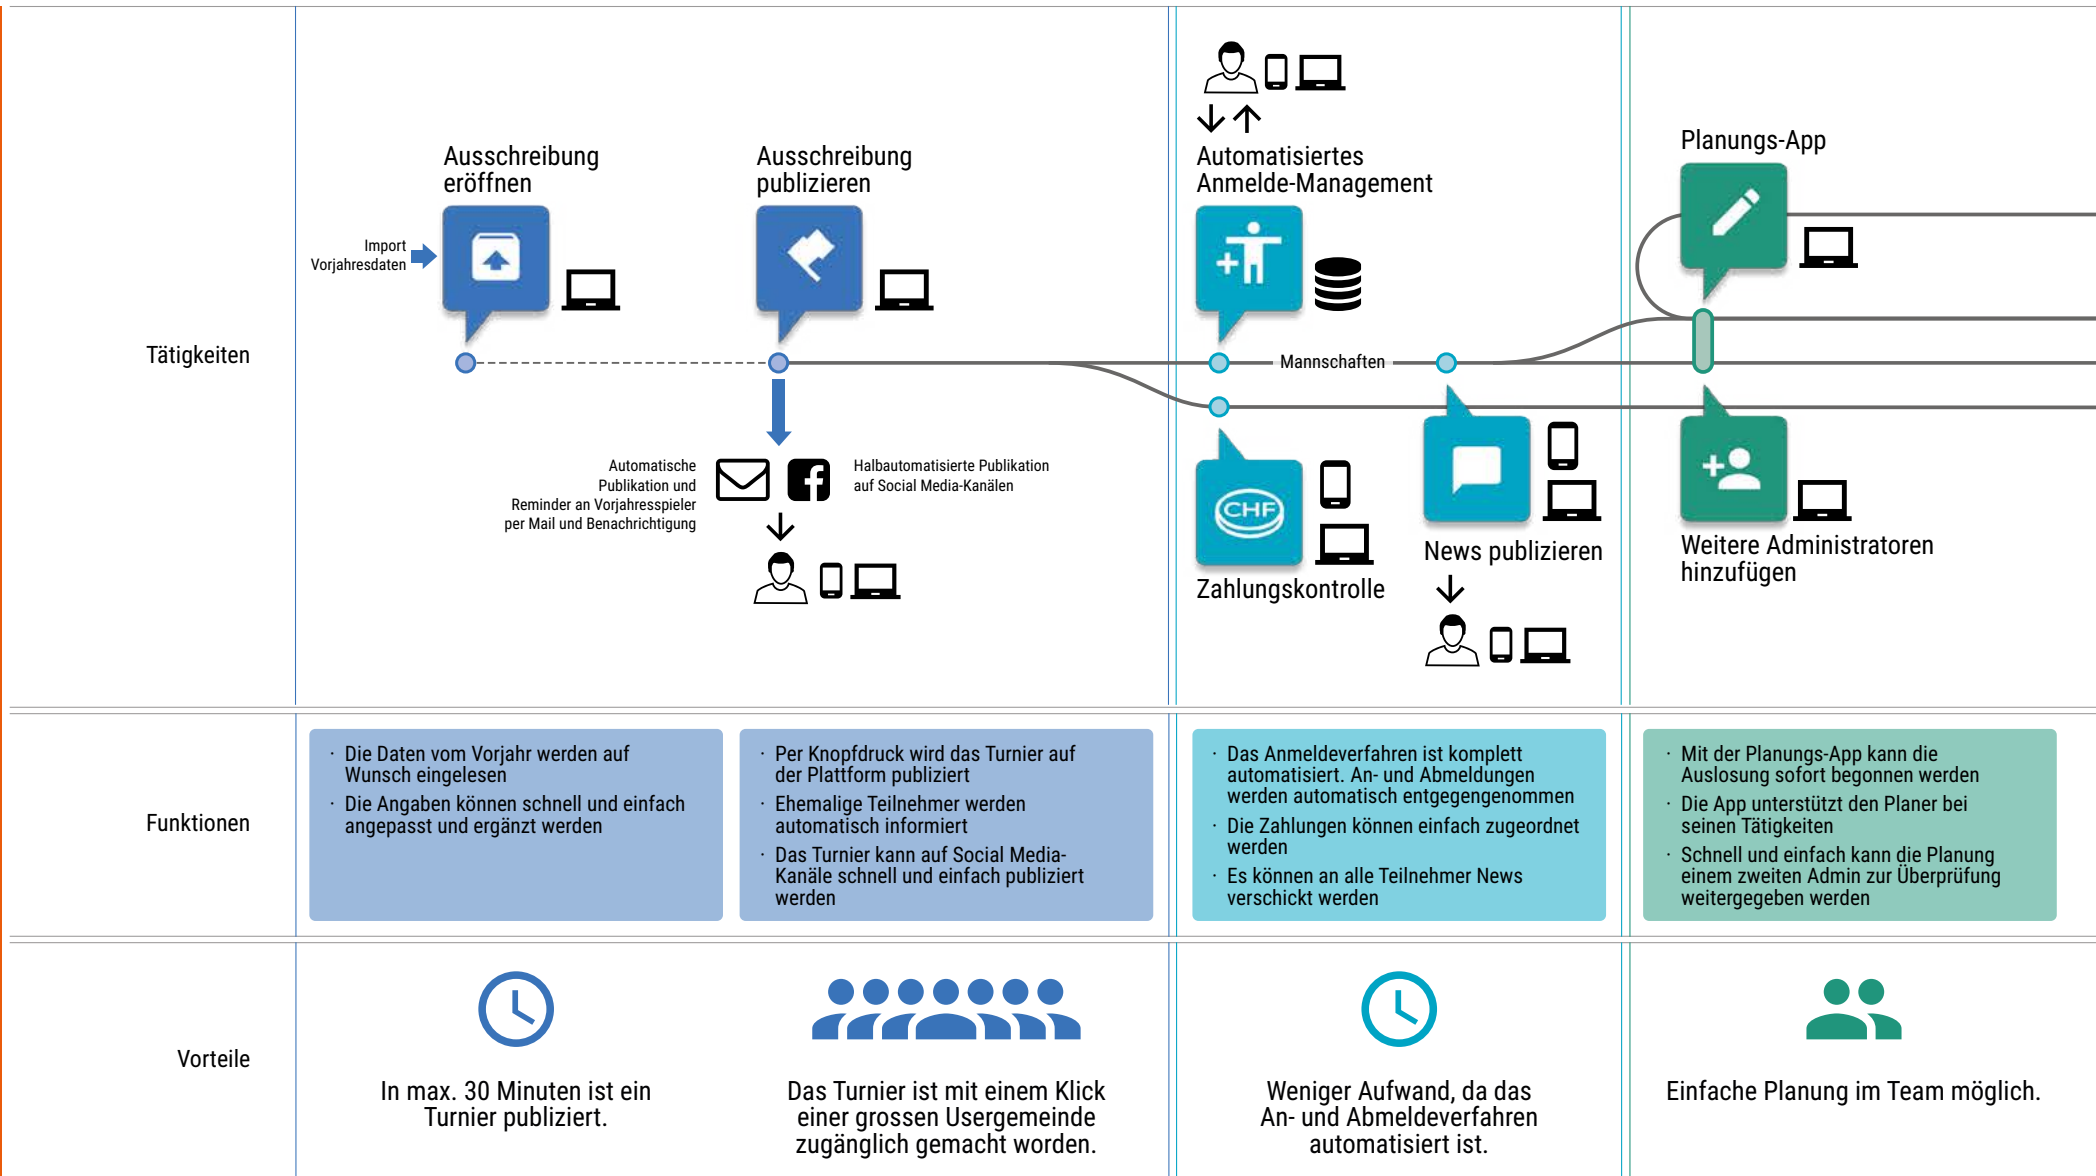 Tätigkeiten
Import
Vorjahresdaten
Ausschreibung
eröffnen
Ausschreibung
publizieren
Automatische
Publikation und
Reminder an Vorjahresspieler
per Mail und Benachrichtigung
Halbautomatisierte Publikation
auf Social Media-Kanälen
Automatisiertes
Anmelde-Management
Mannschaften
CHF
Zahlungskontrolle
News publizieren
Planungs-App
Weitere Administratoren
hinzufügen
Funktionen
· Die Daten vom Vorjahr werden auf
Wunsch eingelesen
· Die Angaben können schnell und einfach
angepasst und ergänzt werden
· Per Knopfdruck wird das Turnier auf
der Plattform publiziert
· Ehemalige Teilnehmer werden
automatisch informiert
· Das Turnier kann auf Social Media-
Kanäle schnell und einfach publiziert
werden
· Das Anmeldeverfahren ist komplett
automatisiert. An- und Abmeldungen
werden automatisch entgegengenommen
· Die Zahlungen können einfach zugeordnet
werden
· Es können an alle Teilnehmer News
verschickt werden
· Mit der Planungs-App kann die
Auslosung sofort begonnen werden
· Die App unterstützt den Planer bei
seinen Tätigkeiten
· Schnell und einfach kann die Planung
einem zweiten Admin zur Überprüfung
weitergegeben werden
Vorteile
In max. 30 Minuten ist ein
Turnier publiziert.
Das Turnier ist mit einem Klick
einer grossen Usergemeinde
zugänglich gemacht worden.
Weniger Aufwand, da das
An- und Abmeldeverfahren
automatisiert ist.
Einfache Planung im Team möglich.